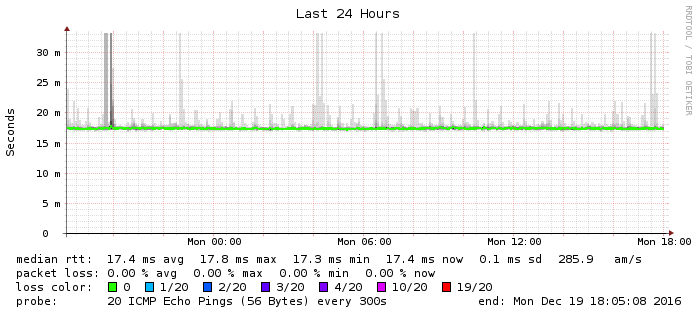 Last 24 Hours
RRDTOOL / TOBI OETIKER
Seconds
30 m
25 m
20 m
15 m
10 m
5 m
0
Mon 00:00 Mon 06:00 Mon 12:00 Mon 18:00
median rtt: 17.4 ms avg 17.8 ms max 17.3 ms min 17.4 ms now 0.1 ms sd 285.9 am/s
packet loss: 0.00 % avg 0.00 % max 0.00 % min 0.00 % now
loss color: 0 1/20 2/20 3/20 4/20 10/20 19/20
probe: 20 ICMP Echo Pings (56 Bytes) every 300s end: Mon Dec 19 18:05:08 2016